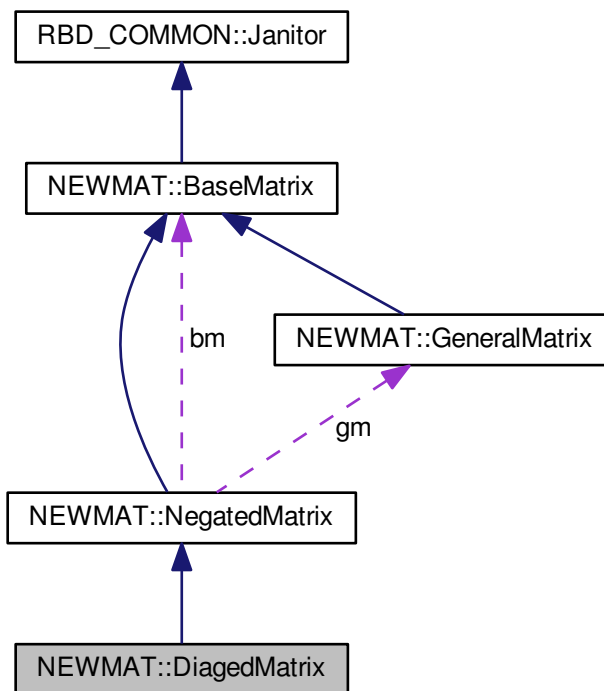 RBD_COMMON::Janitor
NEWMAT::BaseMatrix
bm
NEWMAT::GeneralMatrix
gm
NEWMAT::NegatedMatrix
NEWMAT::DiagedMatrix